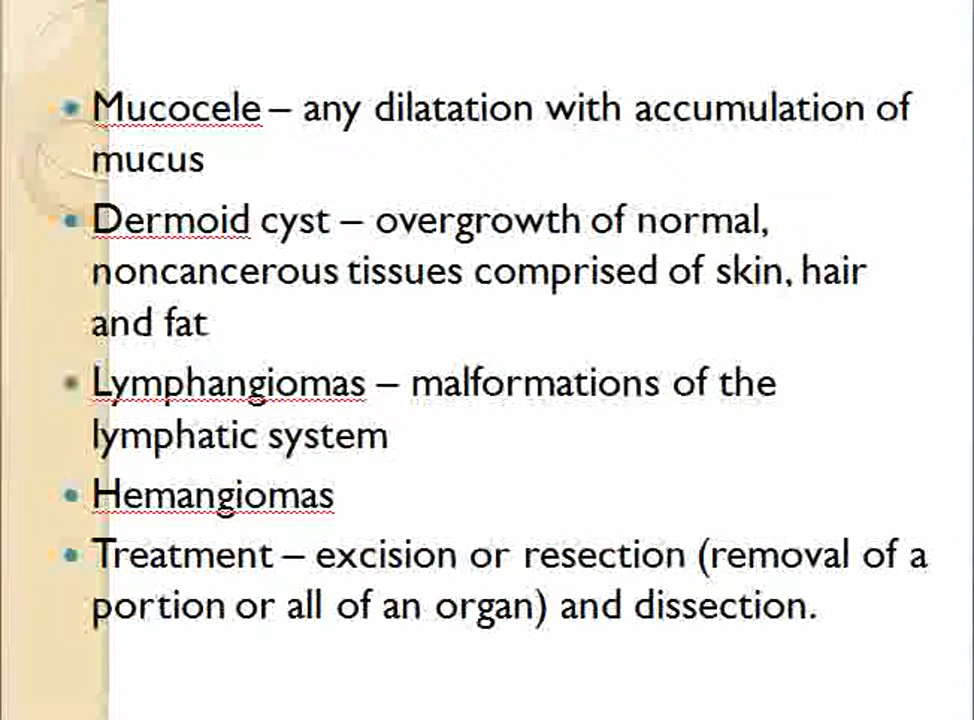 • Mucocele – any dilatation with accumulation of
mucus
• Dermoid cyst – overgrowth of normal,
noncancerous tissues comprised of skin, hair
and fat
• Lymphangiomas – malformations of the
lymphatic system
• Hemangiomas
• Treatment – excision or resection (removal of a
portion or all of an organ) and dissection.